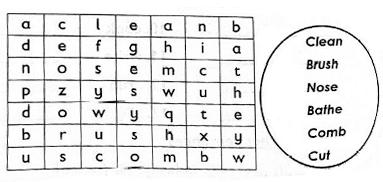 a c l e a n b
d e f g h i a
n o s e m c t
p z y s w u h
d o w y q t e
b r u s h x y
u s c o m b w
Clean
Brush
Nose
Bathe
Comb
Cut